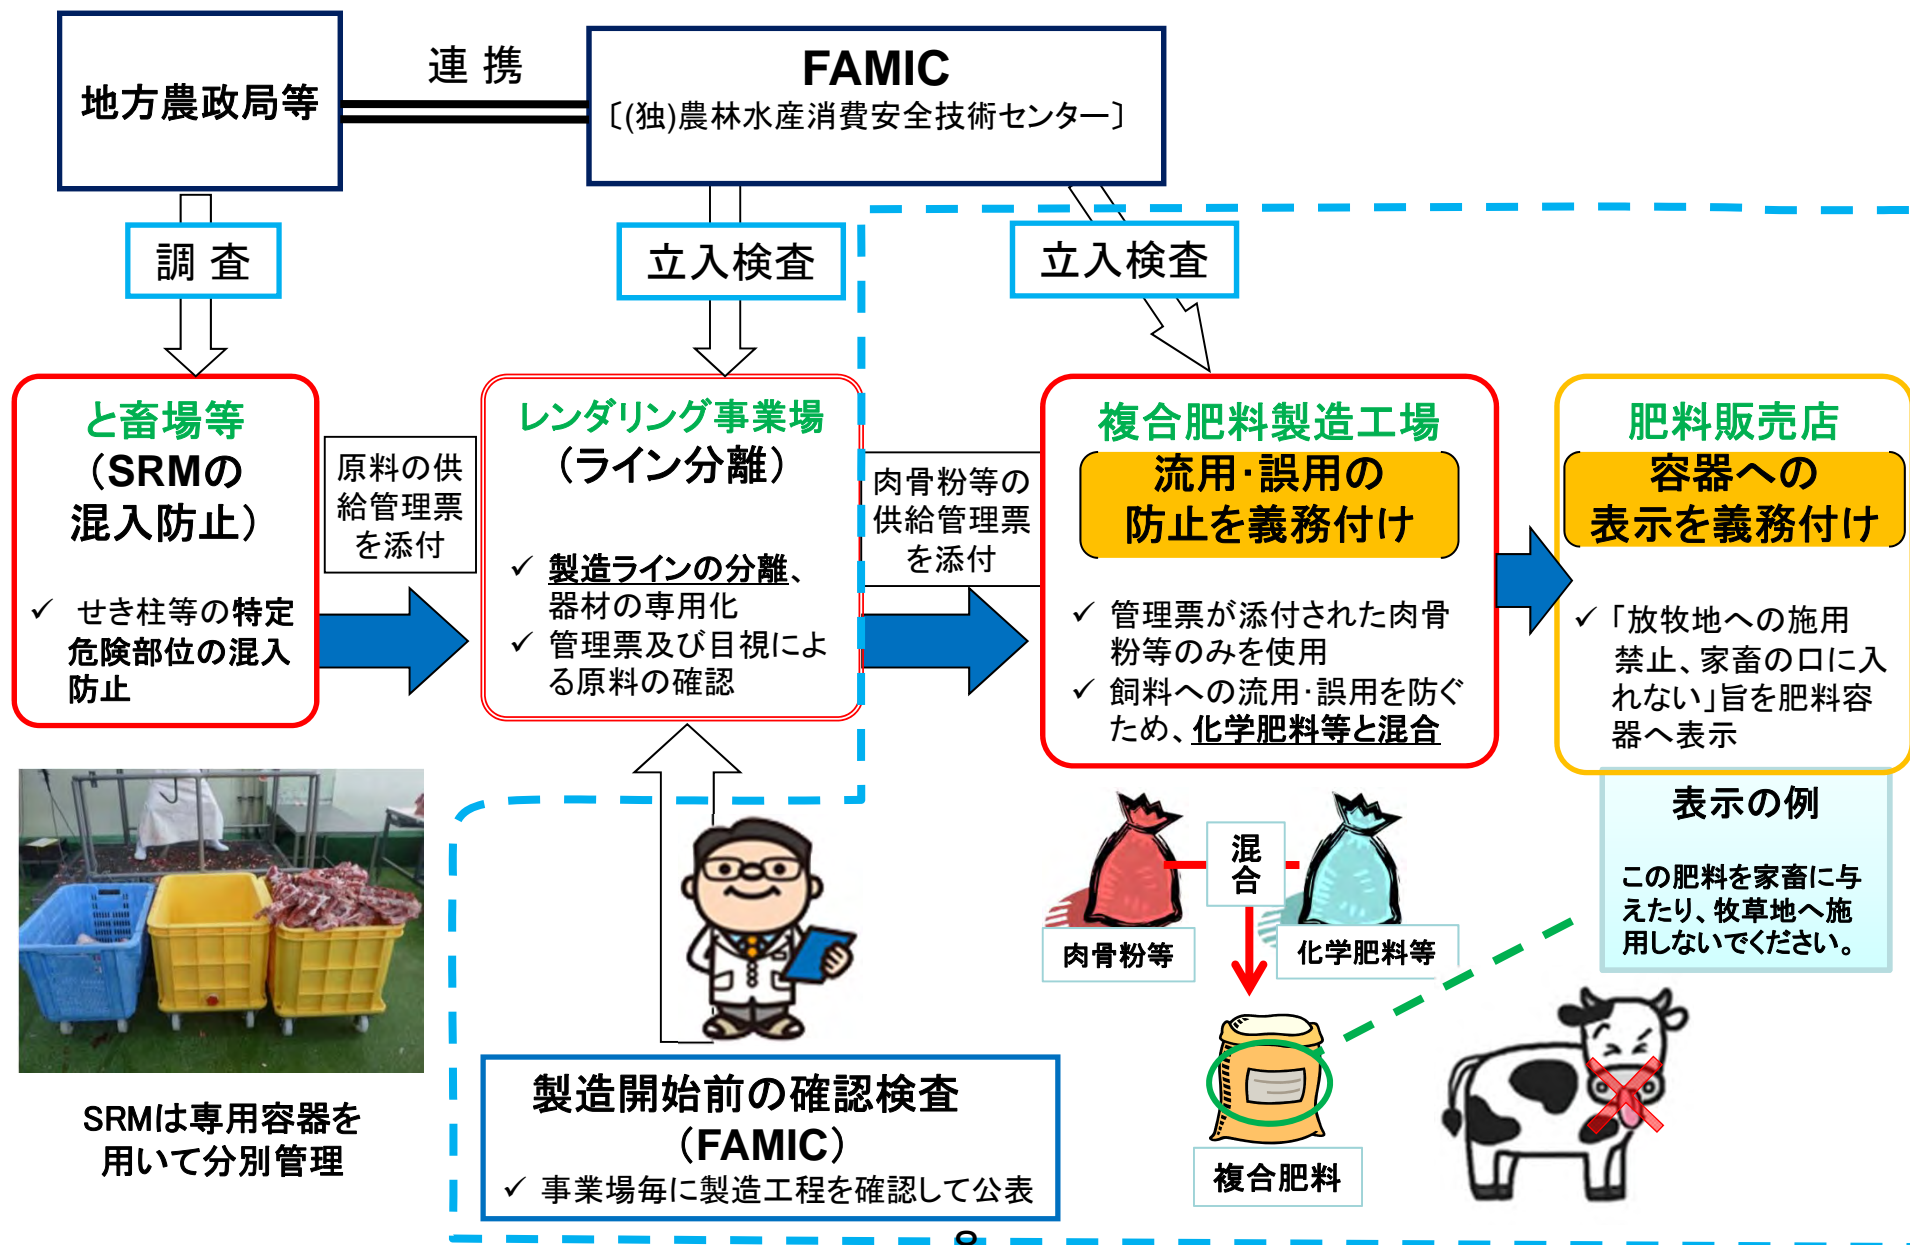 地方農政局等
連 携
FAMIC
〔(独)農林水産消費安全技術センター〕
調 査
立入検査
立入検査
と畜場等
（SRMの
混入防止）
✓ せき柱等の特定
危険部位の混入
防止
原料の供
給管理票
を添付
レンダリング事業場
（ライン分離）
✓ 製造ラインの分離、
器材の専用化
✓ 管理票及び目視によ
る原料の確認
肉骨粉等の
供給管理票
を添付
複合肥料製造工場
流用・誤用の
防止を義務付け
✓ 管理票が添付された肉骨
粉等のみを使用
✓ 飼料への流用・誤用を防ぐ
ため、化学肥料等と混合
肥料販売店
容器への
表示を義務付け
✓「放牧地への施用
禁止、家畜の口に入
れない」旨を肥料容
器へ表示
表示の例
この肥料を家畜に与
えたり、牧草地へ施
用しないでください。
混
合
肉骨粉等
化学肥料等
複合肥料
SRMは専用容器を
用いて分別管理
製造開始前の確認検査
（FAMIC）
✓ 事業場毎に製造工程を確認して公表